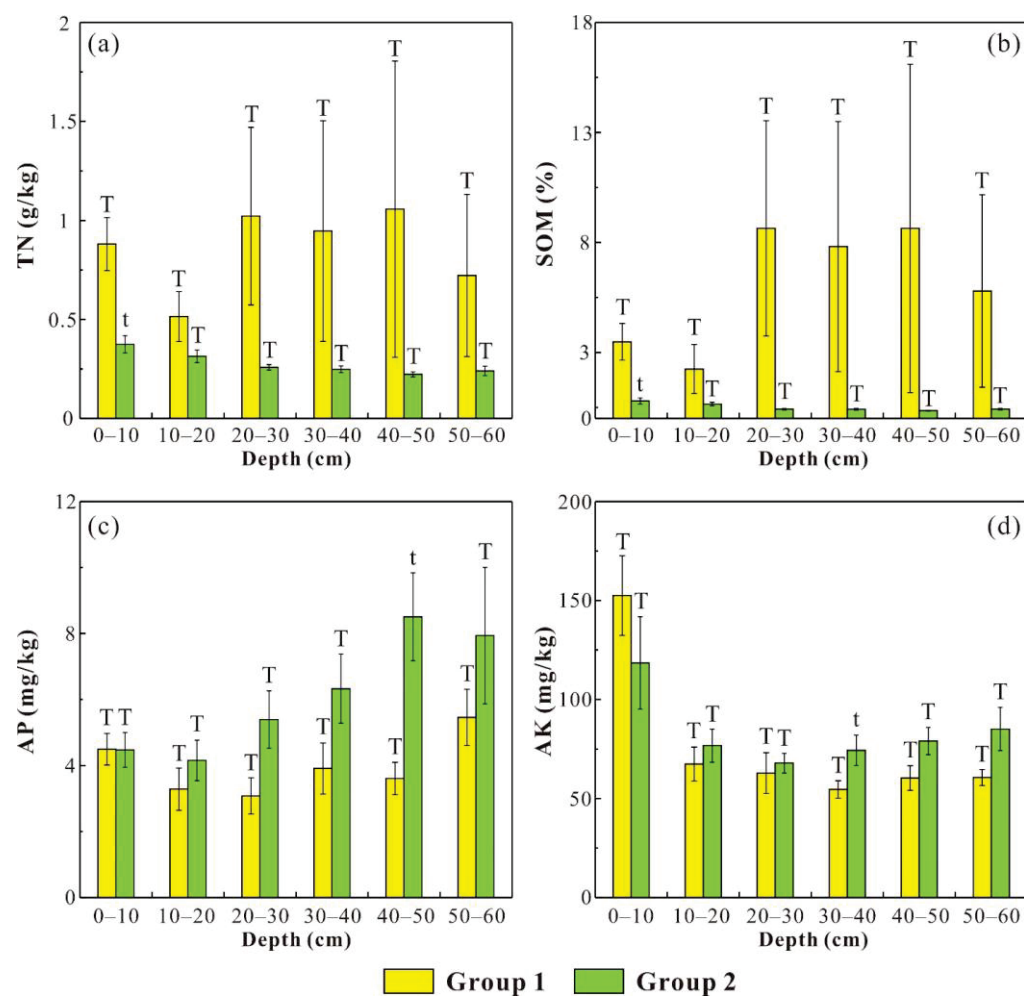 (a)
TN (g/kg)
2
1.5
1
0.5
0
T
t
T
T
T
T
T
T
T
T
T
T
0–10 10–20 20–30 30–40 40–50 50–60
Depth (cm)
(b)
SOM (%)
18
13
8
3
T
t
T
T
T
T
T
T
T
T
T
T
0–10 10–20 20–30 30–40 40–50 50–60
Depth (cm)
(c)
AP (mg/kg)
12
8
4
0
T
T
T
T
T
T
T
T
T
t
T
T
0–10 10–20 20–30 30–40 40–50 50–60
Depth (cm)
(d)
AK (mg/kg)
200
150
100
50
0
T
T
T
T
T
T
T
t
T
T
T
T
0–10 10–20 20–30 30–40 40–50 50–60
Depth (cm)
Group 1 Group 2